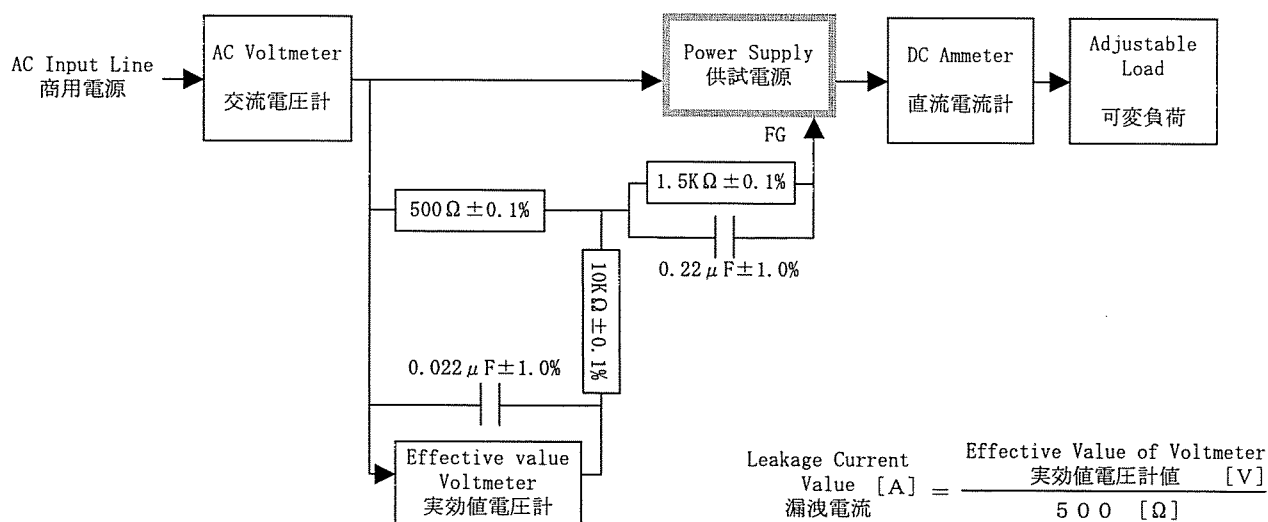 AC Input Line
商用電源
AC Voltmeter
交流電圧計
Power Supply
供試電源
DC Ammeter
直流電流計
Adjustable
Load
可変負荷
FG
1.5KΩ±0.1%
500Ω±0.1%
0.22μF±1.0%
10KΩ±0.1%
0.022μF±1.0%
Effective value
Voltmeter
実効値電圧計
Leakage Current
Value [A] =
漏洩電流
Effective Value of Voltmeter
実効値電圧計値 [V]
500 [Ω]